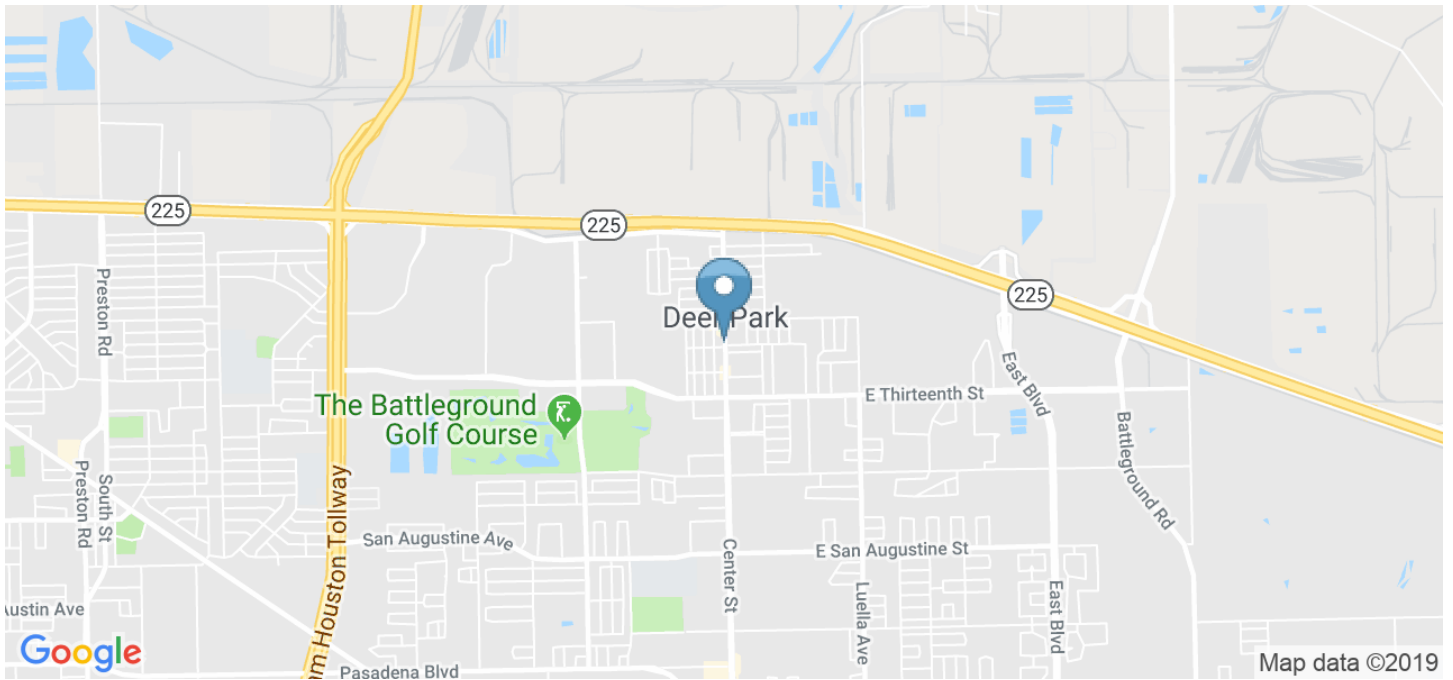 225
225
225
Preston Rd
Deer Park
E Thirteenth St
East Blvd
The Battleground
Golf Course
Battleground Rd
South St
Preston Rd
San Augustine Ave
E San Augustine St
Center St
Luella Ave
East Blvd
Houston Tollway
Austin Ave
Pasadena Blvd
Google
Map data ©2019